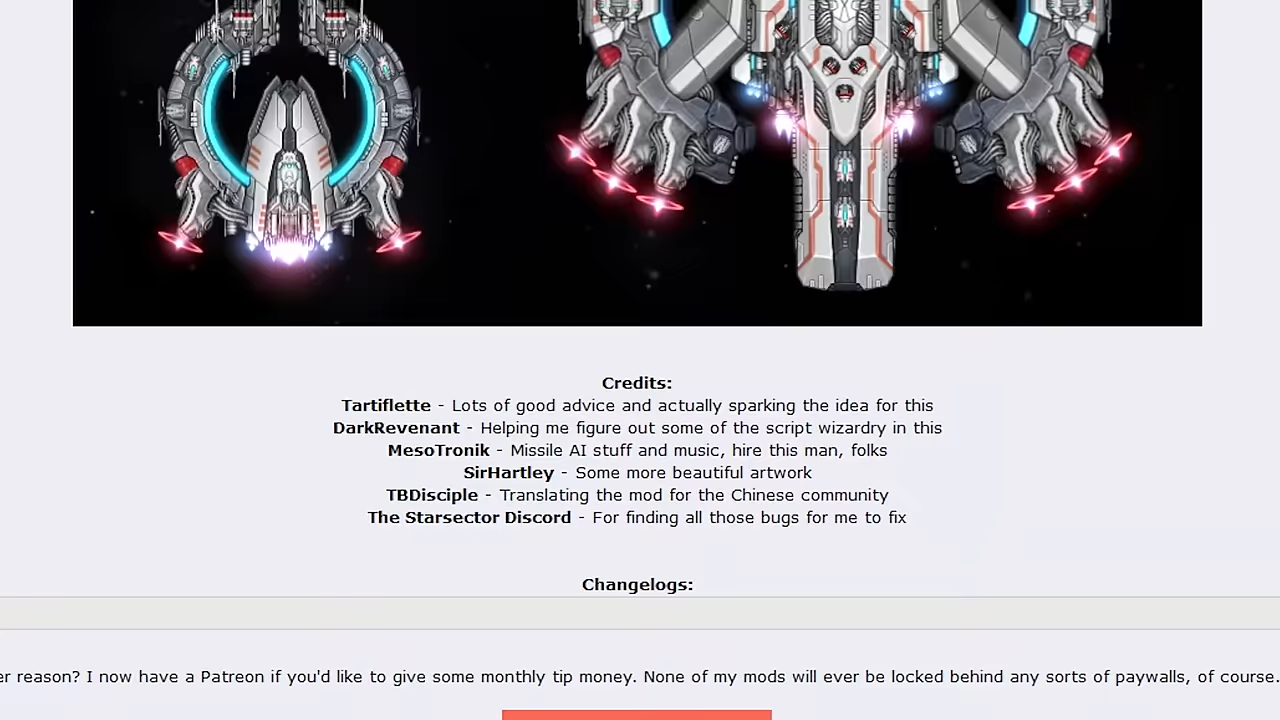 Credits:
Tartiflette - Lots of good advice and actually sparking the idea for this
DarkRevenant - Helping me figure out some of the script wizardry in this
MesoTronik - Missile AI stuff and music, hire this man, folks
SirHartley - Some more beautiful artwork
TBDisciple - Translating the mod for the Chinese community
The Starsector Discord - For finding all those bugs for me to fix
Changelogs:
reason? I now have a Patreon if you'd like to give some monthly tip money. None of my mods will ever be locked behind any sorts of paywalls, of course.